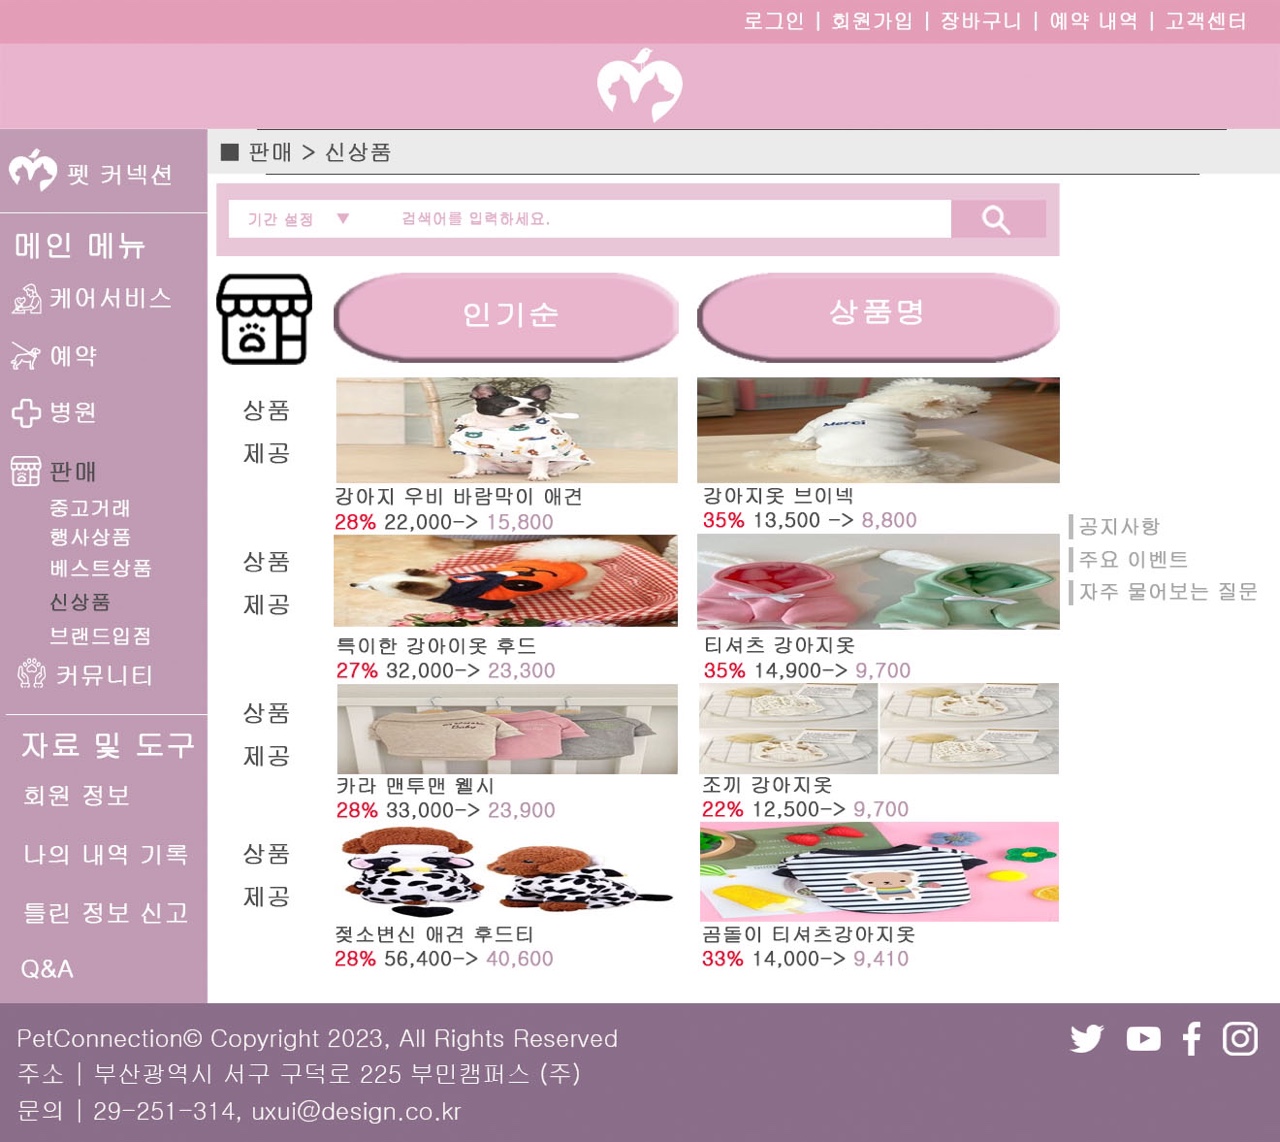 로그인 | 회원가입 | 장바구니 | 예약 내역 | 고객센터
펫 커넥션
메인 메뉴
케어서비스
예약
병원
판매
중고거래
행사상품
베스트상품
신상품
브랜드입점
커뮤니티
자료 및 도구
회원 정보
나의 내역 기록
틀린 정보 신고
Q&A
■ 판매 > 신상품
기간 설정 ▼ 검색어를 입력하세요.
인기순 상품명
상품
제공
Merci
강아지 우비 바람막이 애견
28% 22,000-> 15,800
강아지옷 브이넥
35% 13,500 -> 8,800
상품
제공
특이한 강아이옷 후드
27% 32,000-> 23,300
티셔츠 강아지옷
35% 14,900-> 9,700
상품
제공
카라 맨투맨 웰시
28% 33,000-> 23,900
조끼 강아지옷
22% 12,500-> 9,700
상품
제공
젖소변신 애견 후드티
28% 56,400-> 40,600
곰돌이 티셔츠강아지옷
33% 14,000-> 9,410
공지사항
주요 이벤트
자주 물어보는 질문
PetConnection© Copyright 2023, All Rights Reserved
주소 | 부산광역시 서구 구덕로 225 부민캠퍼스 (주)
문의 | 29-251-314, uxui@design.co.kr